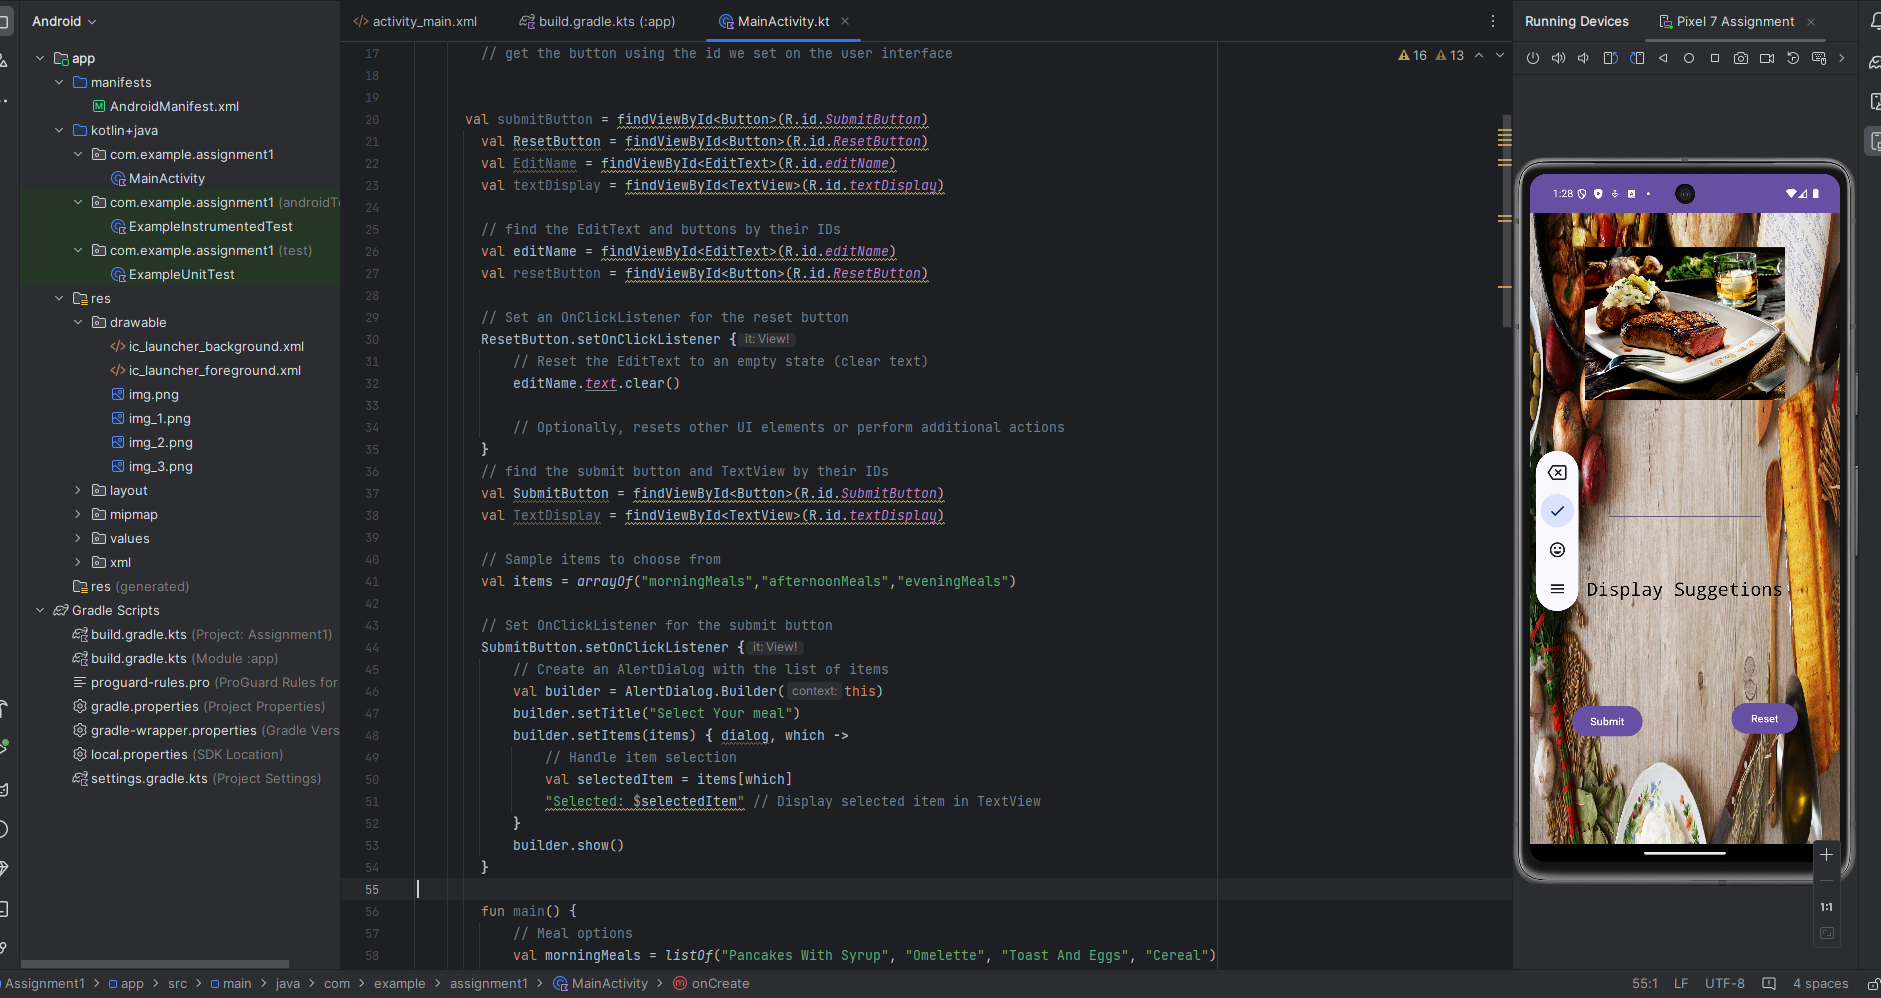 Android
activity_main.xml
build.gradle.kts (:app)
MainActivity.kt
Running Devices
Pixel 7 Assignment
app
manifests
AndroidManifest.xml
kotlin+java
com.example.assignment1
MainActivity
com.example.assignment1 (androidTe
ExampleInstrumentedTest
com.example.assignment1 (test)
ExampleUnitTest
res
drawable
ic_launcher_background.xml
ic_launcher_foreground.xml
img.png
img_1.png
img_2.png
img_3.png
layout
mipmap
values
xml
res (generated)
Gradle Scripts
build.gradle.kts (Project: Assignment1)
build.gradle.kts (Module :app)
proguard-rules.pro (ProGuard Rules for
gradle.properties (Project Properties)
gradle-wrapper.properties (Gradle Vers
local.properties (SDK Location)
settings.gradle.kts (Project Settings)
16 13
17 // get the button using the id we set on the user interface
18
19
20 val submitButton = findViewById<Button>(R.id.SubmitButton)
21 val ResetButton = findViewById<Button>(R.id.ResetButton)
22 val EditName = findViewById<EditText>(R.id.editName)
23 val textDisplay = findViewById<TextView>(R.id.textDisplay)
24
25 // find the EditText and buttons by their IDs
26 val editName = findViewById<EditText>(R.id.editName)
27 val resetButton = findViewById<Button>(R.id.ResetButton)
28
29 // Set an OnClickListener for the reset button
30 ResetButton.setOnClickListener { it: View!
31 // Reset the EditText to an empty state (clear text)
32 editName.text.clear()
33
34 // Optionally, resets other UI elements or perform additional actions
35 }
36 // find the submit button and TextView by their IDs
37 val SubmitButton = findViewById<Button>(R.id.SubmitButton)
38 val TextDisplay = findViewById<TextView>(R.id.textDisplay)
39
40 // Sample items to choose from
41 val items = arrayOf("morningMeals","afternoonMeals","eveningMeals")
42
43 // Set OnClickListener for the submit button
44 SubmitButton.setOnClickListener { it: View!
45 // Create an AlertDialog with the list of items
46 val builder = AlertDialog.Builder( context: this)
47 builder.setTitle("Select Your meal")
48 builder.setItems(items) { dialog, which ->
49 // Handle item selection
50 val selectedItem = items[which]
51 "Selected: $selectedItem" // Display selected item in TextView
52 }
53 builder.show()
54 }
55
56 fun main() {
57 // Meal options
58 val morningMeals = listOf("Pancakes With Syrup", "Omelette", "Toast And Eggs", "Cereal")
1:28
Display Suggetions
Submit
Reset
1:1
Assignment1 > app > src > main > java > com > example > assignment1 > MainActivity > onCreate
55:1 LF UTF-8 4 spaces